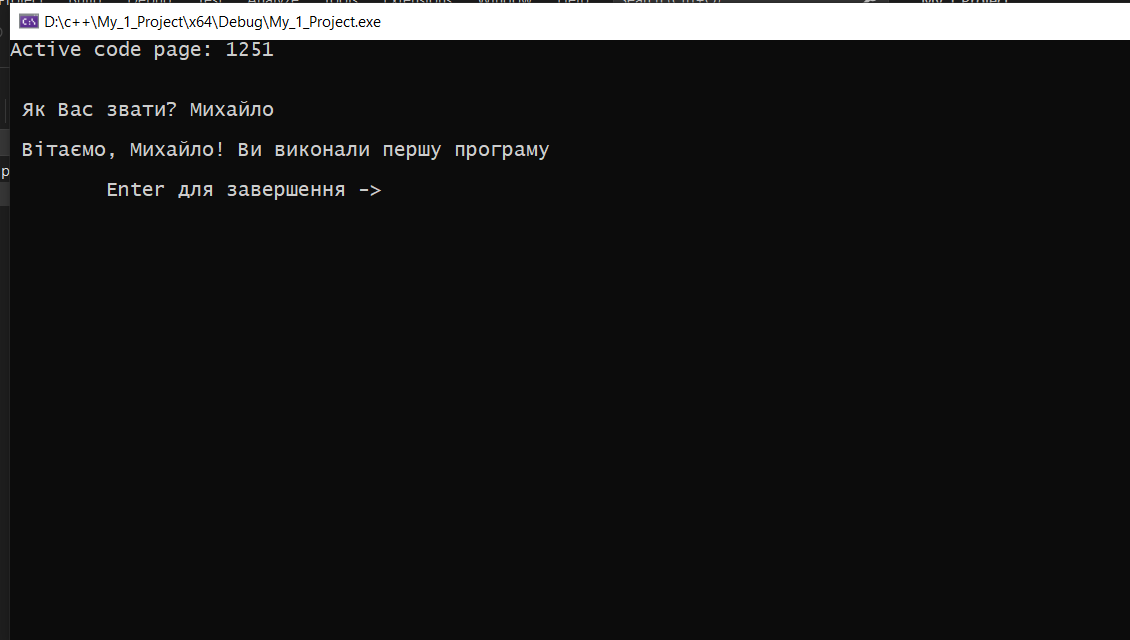 D:\c++\My_1_Project\x64\Debug\My_1_Project.exe
Active code page: 1251
Як Вас звати? Михайло
Вітаємо, Михайло! Ви виконали першу програму
Enter для завершення ->